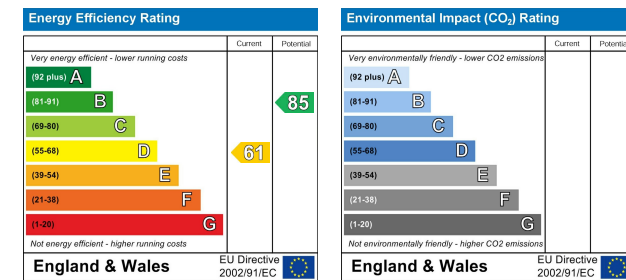 Energy Efficiency Rating
Current Potential
Very energy efficient - lower running costs
(92 plus) A
(81-91) B
85
(69-80) C
(55-68) D
61
(39-54) E
(21-38) F
(1-20) G
Not energy efficient - higher running costs
England & Wales
EU Directive
2002/91/EC
Environmental Impact (CO2) Rating
Current Potential
Very environmentally friendly - lower CO2 emissions
(92 plus) A
(81-91) B
(69-80) C
(55-68) D
(39-54) E
(21-38) F
(1-20) G
Not environmentally friendly - higher CO2 emissions
England & Wales
EU Directive
2002/91/EC